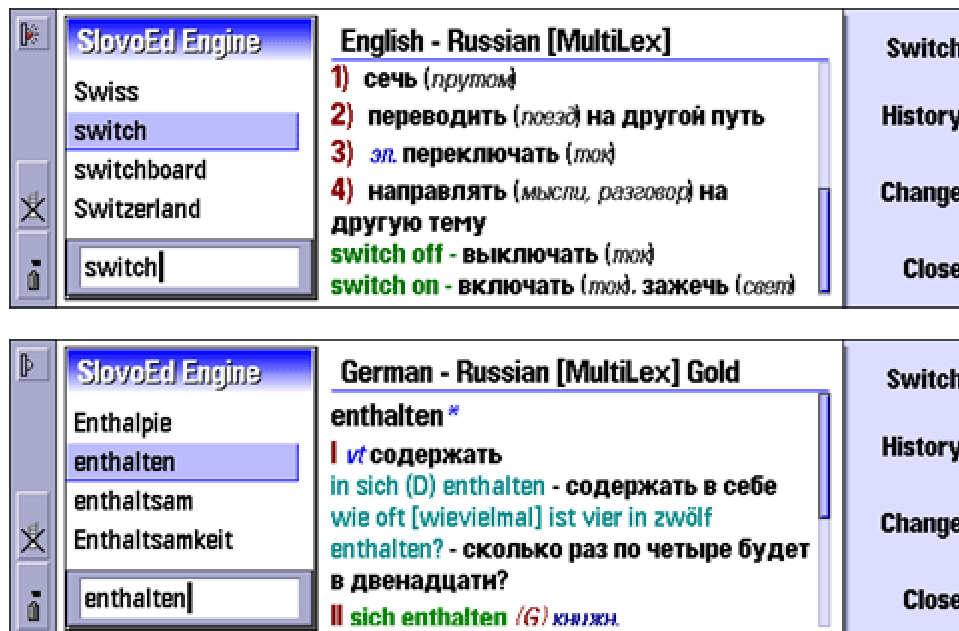 SlovoEd Engine
Swiss
switch
switchboard
Switzerland
switch
English - Russian [MultiLex]
1) сечь (прутом)
2) переводить (поезд) на другой путь
3) эл. переключать (ток)
4) направлять (мысли, разговор) на
другую тему
switch off - выключать (ток)
switch on - включать (ток). зажечь (свет)
Switch
History
Change
Close
SlovoEd Engine
Enthalpie
enthalten
enthaltsam
Enthaltsamkeit
enthalten
German - Russian [MultiLex] Gold
enthalten*
I vt содержать
in sich (D) enthalten - содержать в себе
wie oft [wievielmal] ist vier in zwölf
enthalten? - сколько раз по четыре будет
в двенадцати?
II sich enthalten (G) книжн.
Switch
History
Change
Close